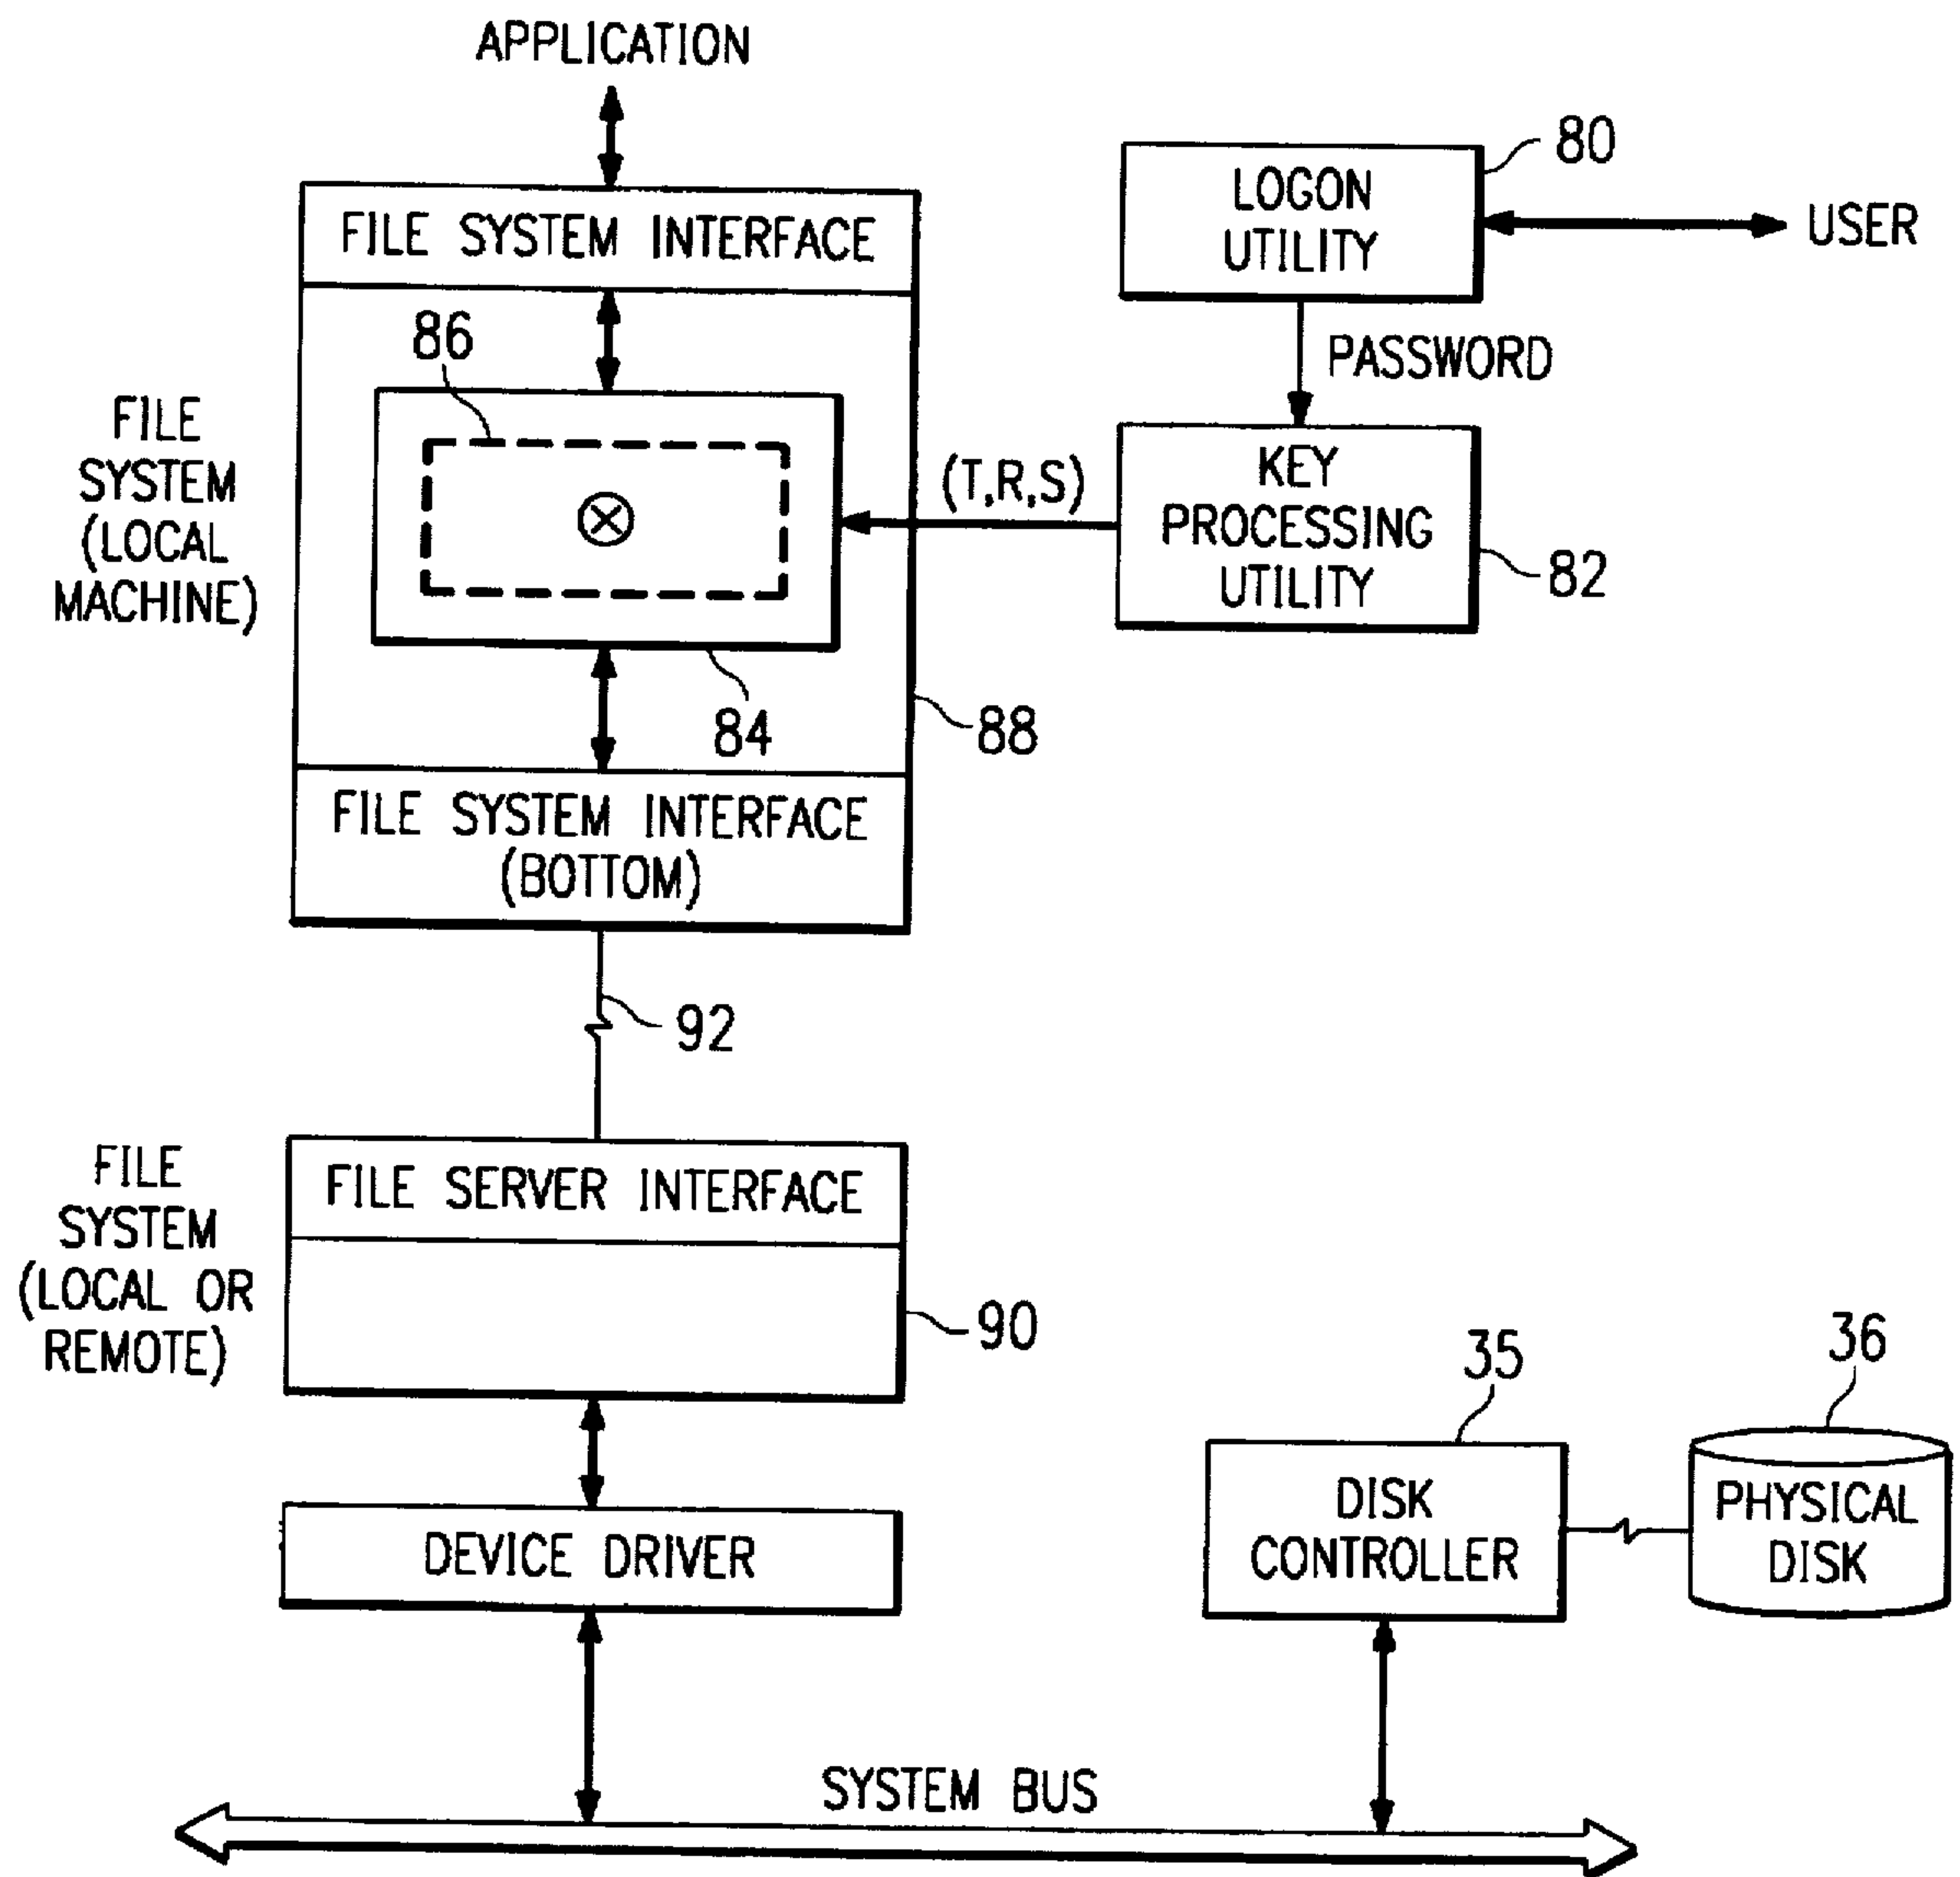 APPLICATION
FILE SYSTEM INTERFACE
86
FILE
SYSTEM
(LOCAL
MACHINE)
84
88
FILE SYSTEM INTERFACE
(BOTTOM)
LOGON
UTILITY
80
USER
PASSWORD
(T,R,S)
KEY
PROCESSING
UTILITY
82
92
FILE
SYSTEM
(LOCAL OR
REMOTE)
FILE SERVER INTERFACE
90
DEVICE DRIVER
35
DISK
CONTROLLER
36
PHYSICAL
DISK
SYSTEM BUS